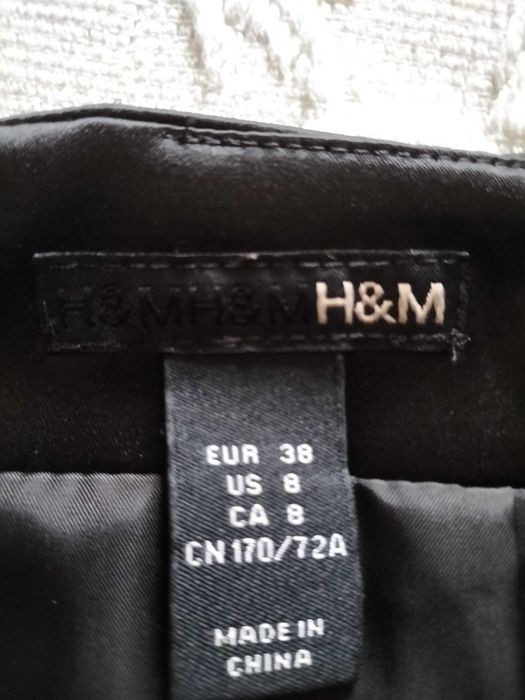 H&MH&MH&M
EUR 38
US 8
CA 8
CN 170/72A
MADE IN
CHINA